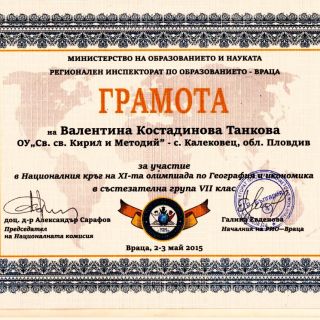 МИНИСТЕРСТВО НА ОБРАЗОВАНИЕТО И НАУКАТА
РЕГИОНАЛЕН ИНСПЕКТОРАТ ПО ОБРАЗОВАНИЕ - ВРАЦА
ГРАМОТА
на Валентина Костадинова Танкова
ОУ„Св. св. Кирил и Методий" - с. Калековец, обл. Пловдив
за участие
в Националния кръг на XI-та олимпиада по География и икономика
в състезателна група VII клас
доц. д-р Александър Сарафов
Председател
на Националната комисия
Галина Евденова
Началник на РИО—Враца
Враца, 2-3 май 2015